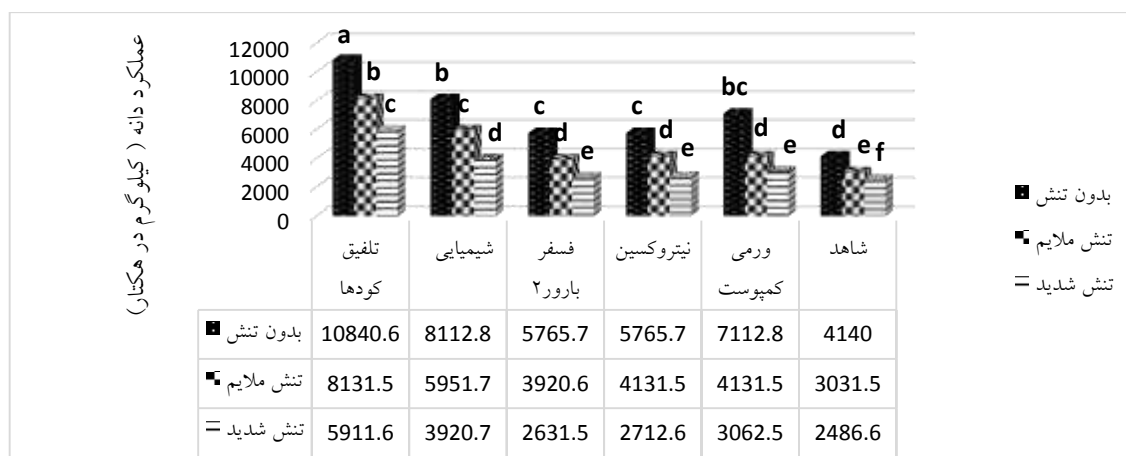 عملکرد دانه ( کیلوگرم در هکتار)
12000
10000
8000
6000
4000
2000
0
a b c
b c d
c d e
c d e
bc d e
d e f
تلفیق کودها
شیمیایی
فسفر بارور۲
نیتروکسین
ورمی کمپوست
شاهد
بدون تنش 10840.6 8112.8 5765.7 5765.7 7112.8 4140
تنش ملایم 8131.5 5951.7 3920.6 4131.5 4131.5 3031.5
تنش شدید 5911.6 3920.7 2631.5 2712.6 3062.5 2486.6
بدون تنش
تنش ملایم
تنش شدید